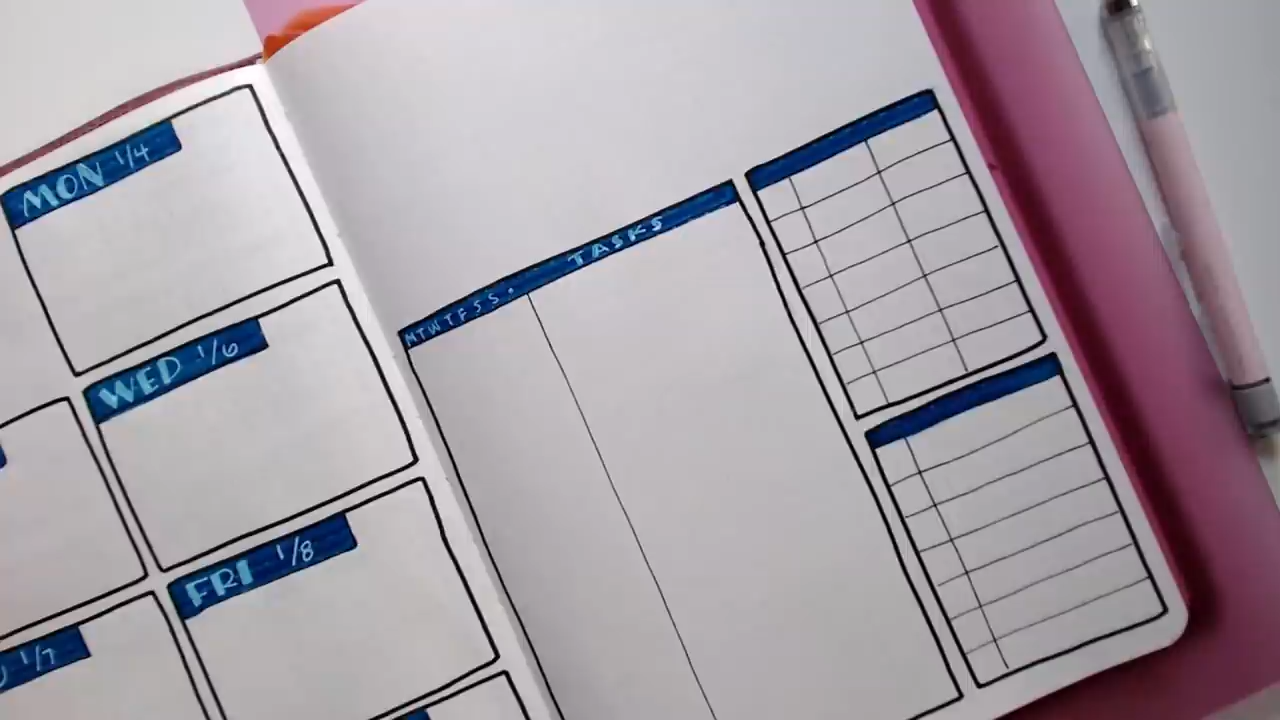 MON 1/4
WED 1/6
FRI 1/8
U 1/7
MTWTFSS.
TASKS